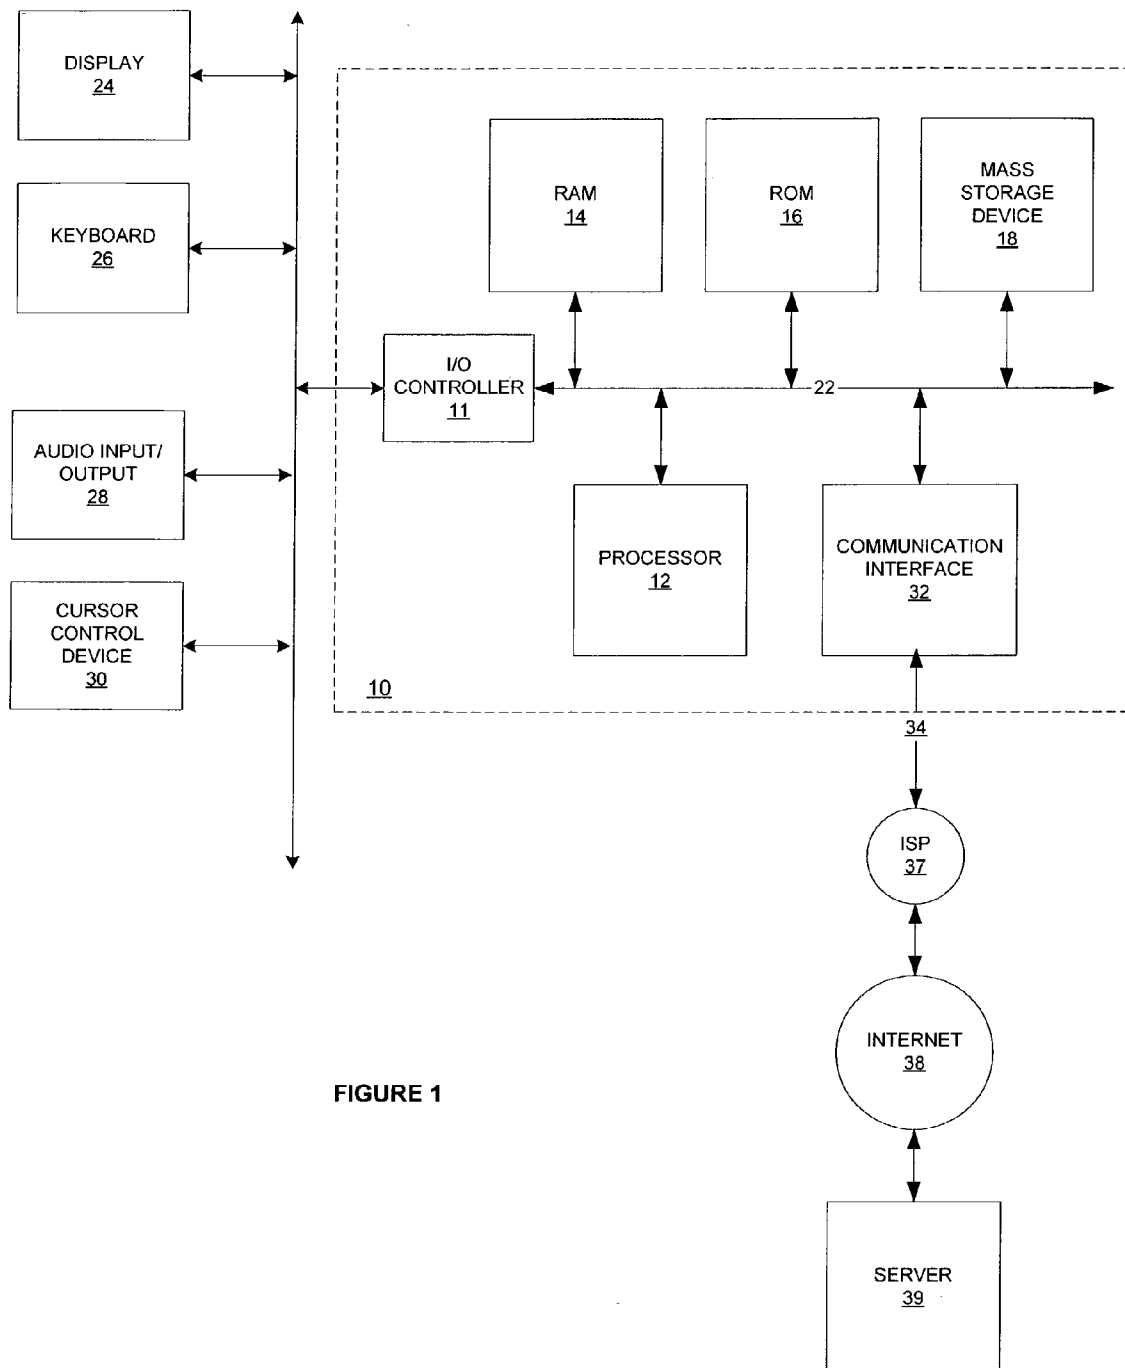 DISPLAY
24
KEYBOARD
26
AUDIO INPUT/
OUTPUT
28
CURSOR
CONTROL
DEVICE
30
RAM
14
ROM
16
MASS
STORAGE
DEVICE
18
I/O
CONTROLLER
11
22
PROCESSOR
12
COMMUNICATION
INTERFACE
32
10
34
ISP
37
INTERNET
38
FIGURE 1
SERVER
39